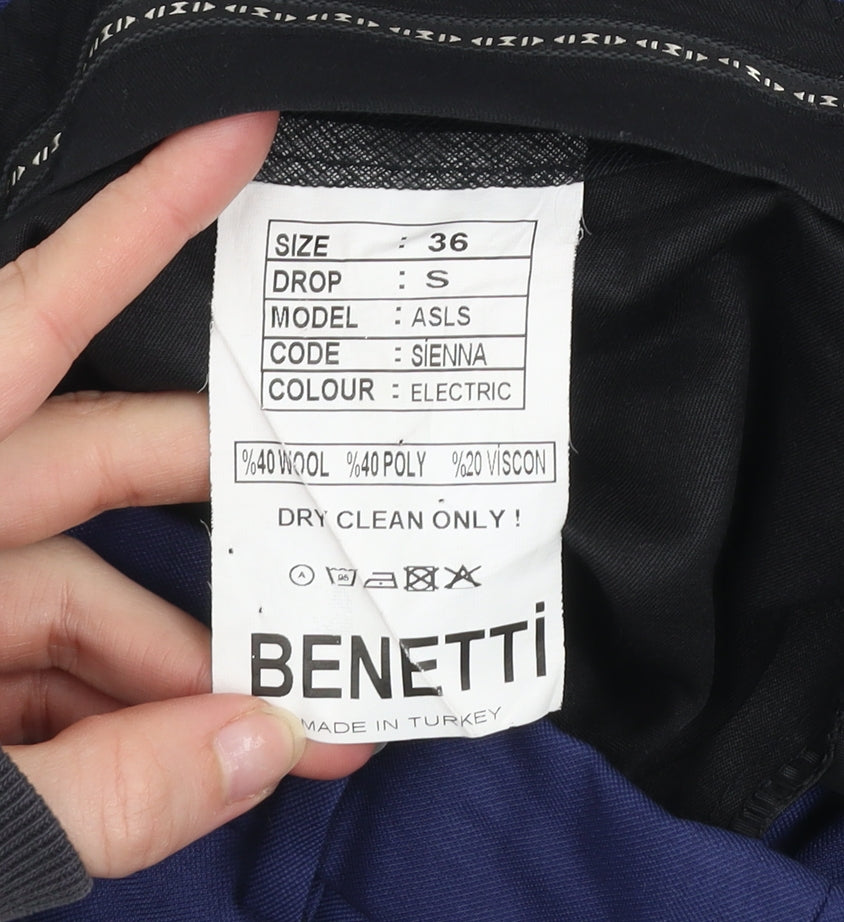 SIZE : 36
DROP : S
MODEL : ASLS
CODE : SİENNA
COLOUR : ELECTRIC
%40 WOOL %40 POLY %20 VİSCON
DRY CLEAN ONLY !
A 95
BENETTİ
MADE IN TURKEY